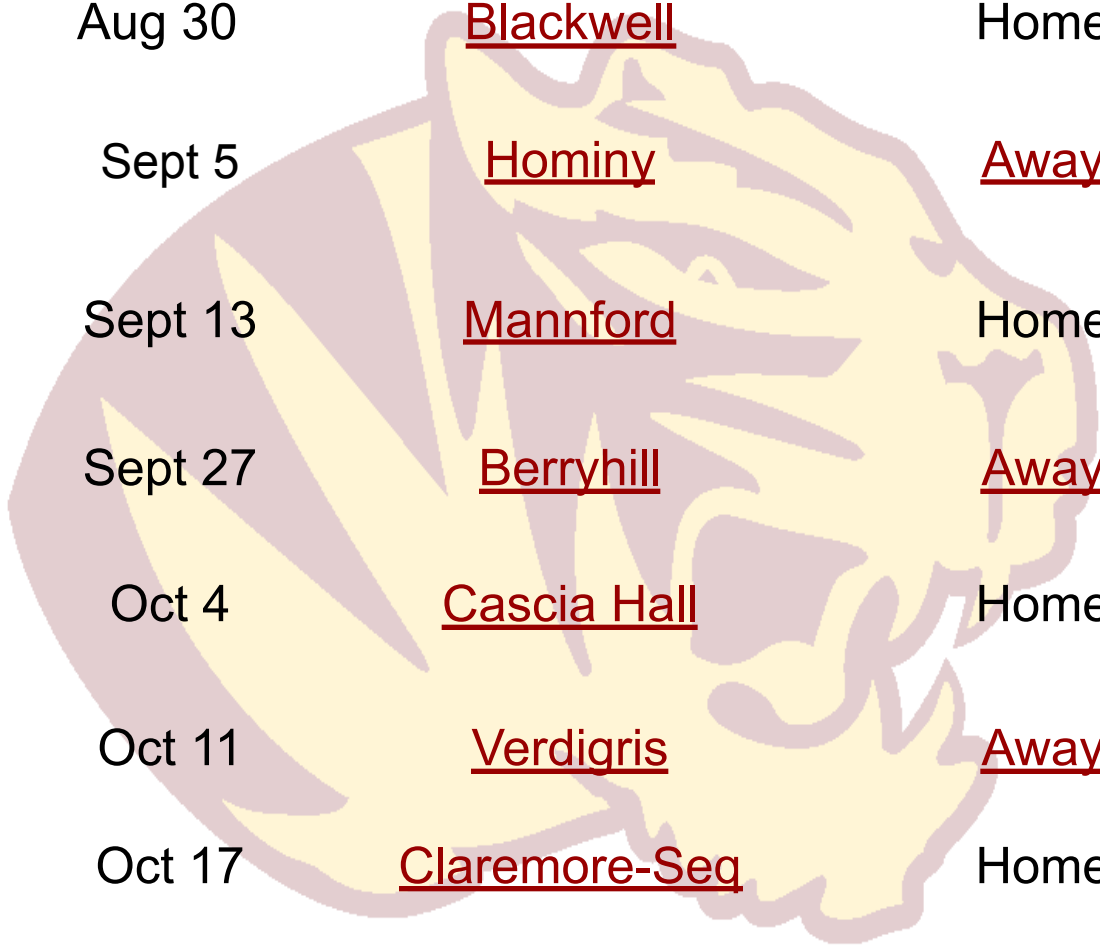 Aug 30 Blackwell Home
Sept 5 Hominy Away
Sept 13 Mannford Home
Sept 27 Berryhill Away
Oct 4 Cascia Hall Home
Oct 11 Verdigris Away
Oct 17 Claremore-Seq Home